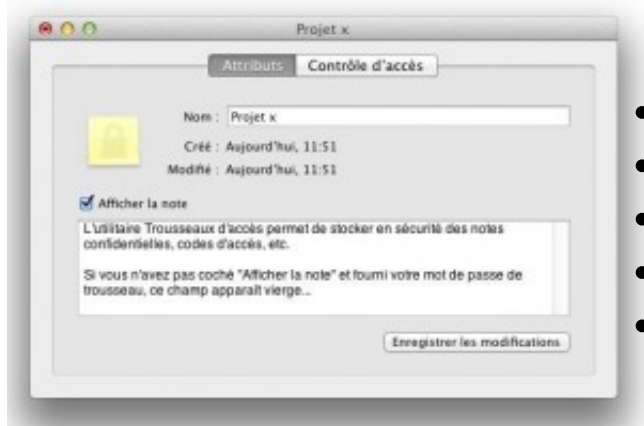 Projet x
Attributs Contrôle d'accès
Nom : Projet x
Créé : Aujourd'hui, 11:51
Modifié : Aujourd'hui, 11:51
Afficher la note
L'utilitaire Trousseaux d'accès permet de stocker en sécurité des notes
confidentielles, codes d'accès, etc.
Si vous n'avez pas coché "Afficher la note" et fourni votre mot de passe de
trousseau, ce champ apparaît vierge...
Enregistrer les modifications